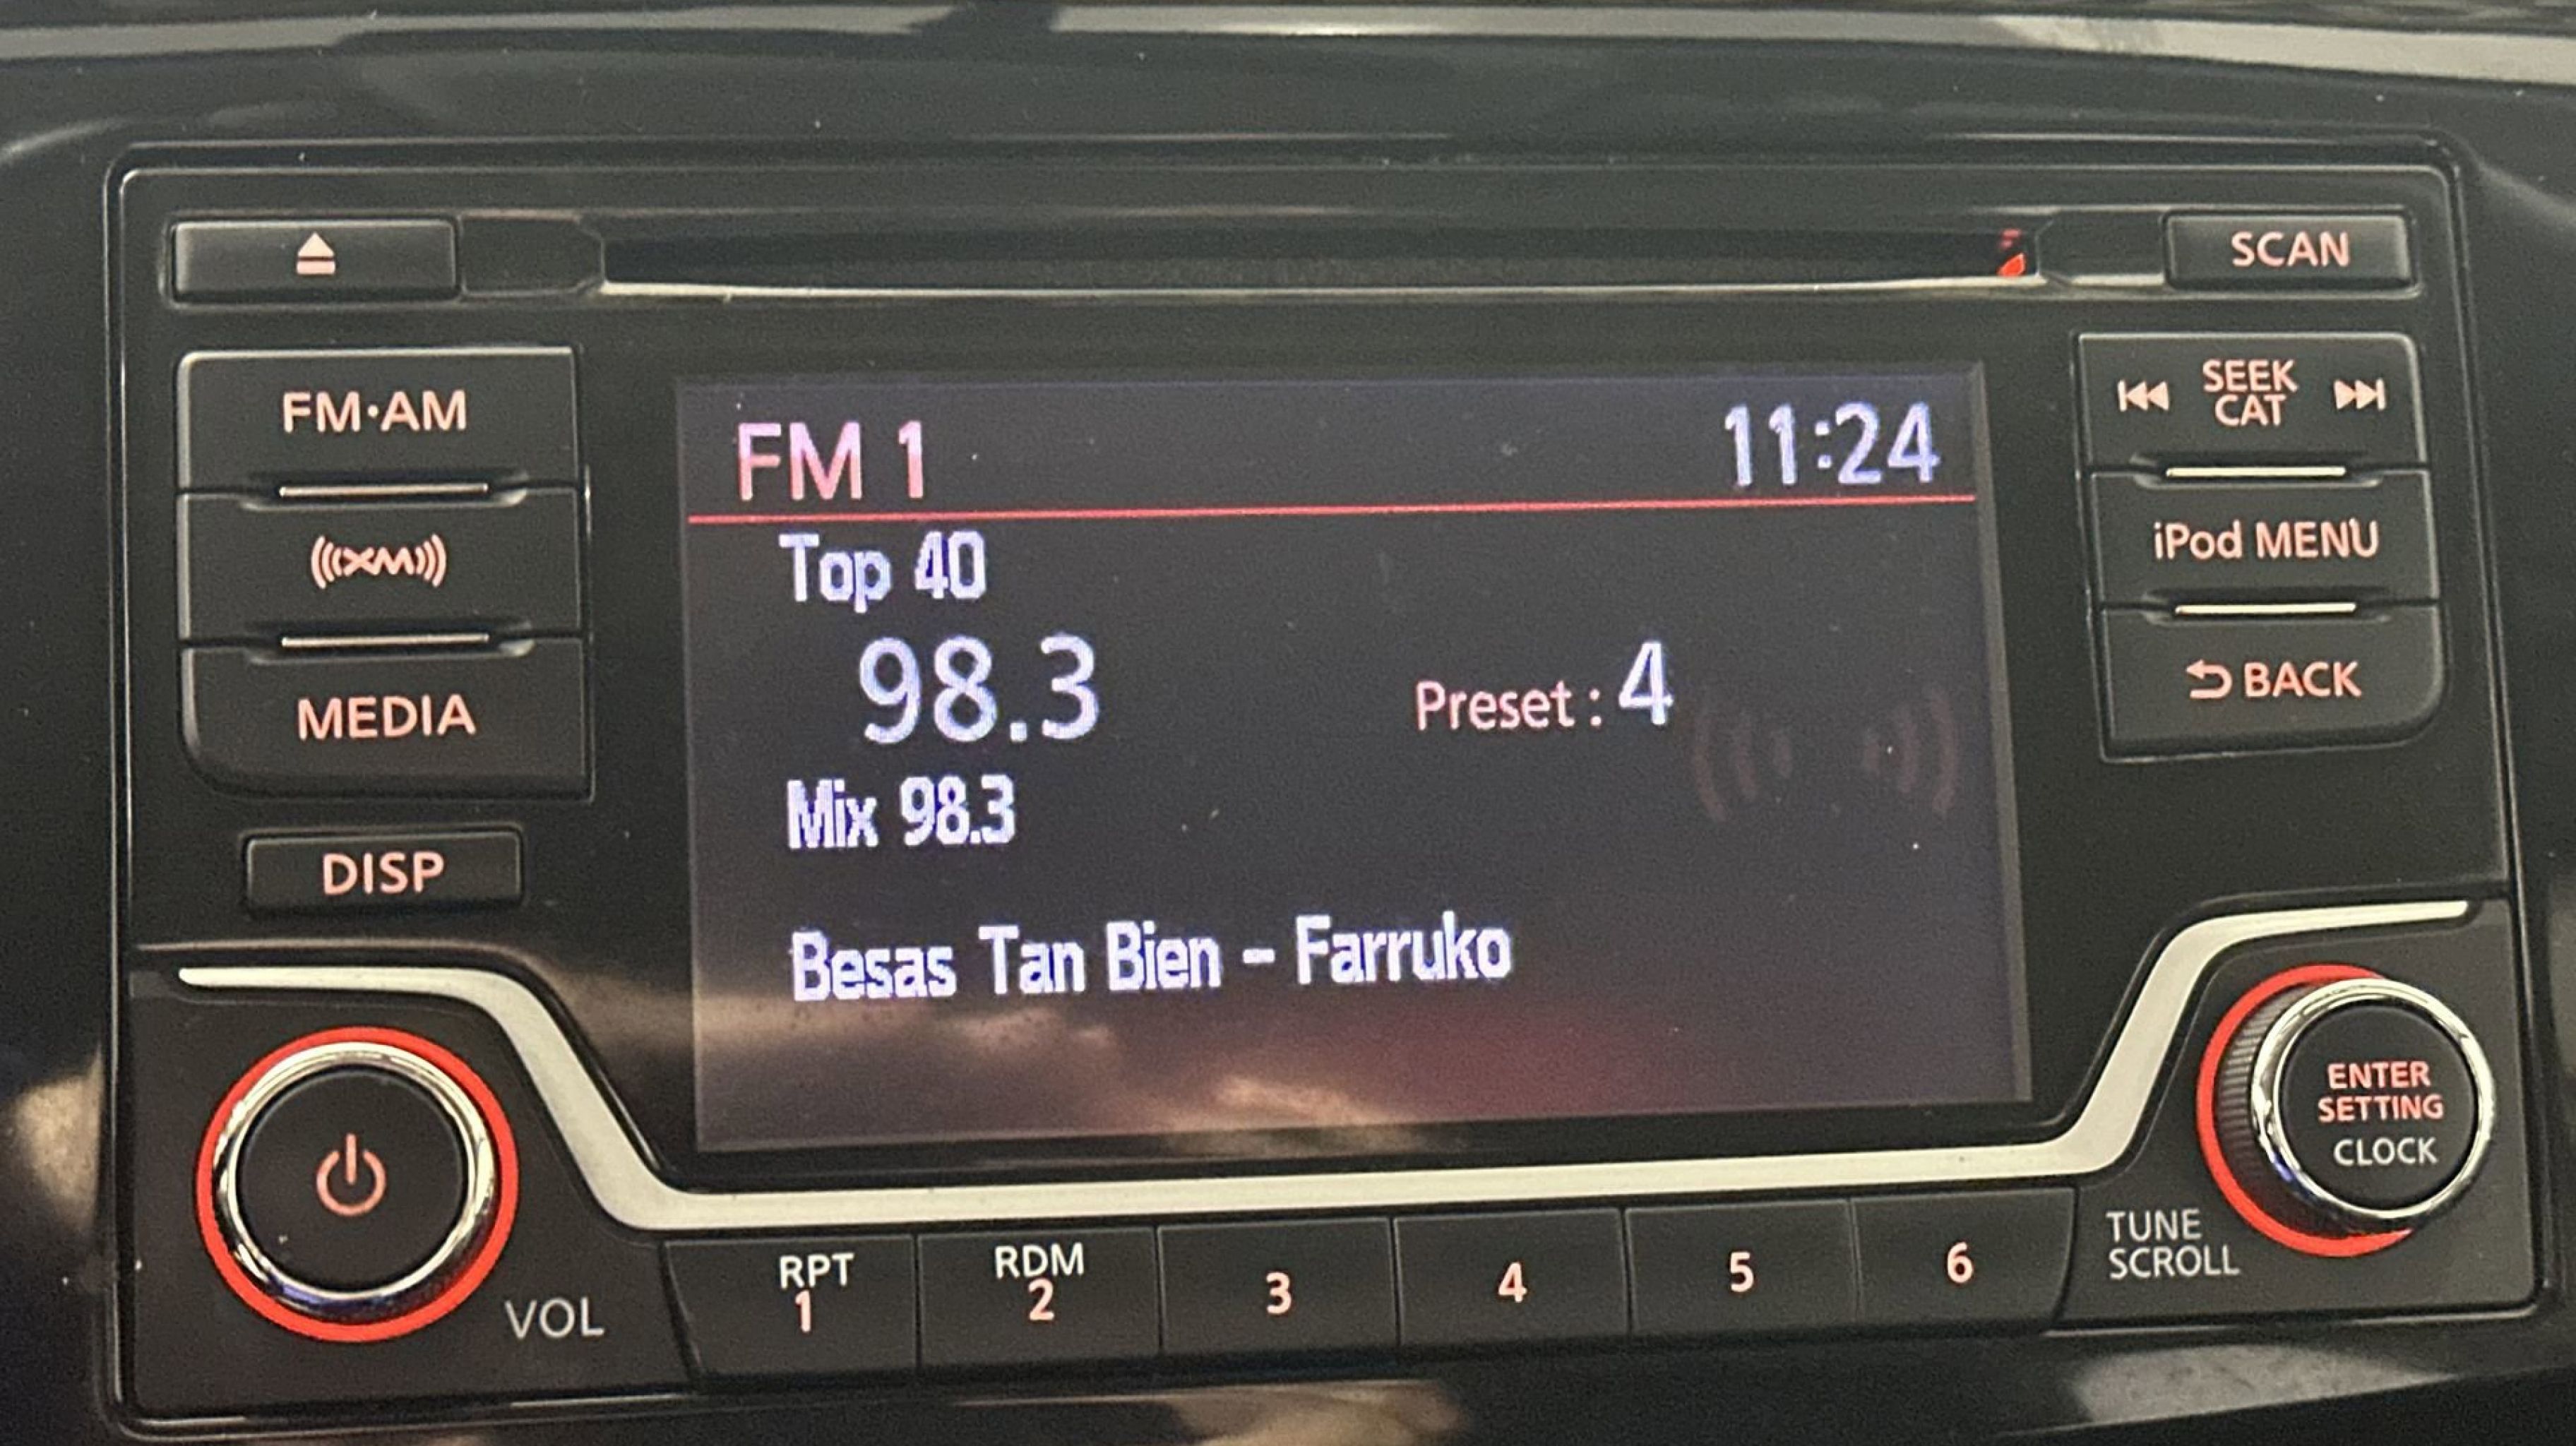 SCAN
FM·AM
((XM))
MEDIA
DISP
FM 1
11:24
Top 40
98.3
Preset : 4
Mix 98.3
Besas Tan Bien - Farruko
SEEK
CAT
iPod MENU
BACK
VOL
RPT
1
RDM
2
3
4
5
6
TUNE
SCROLL
ENTER
SETTING
CLOCK